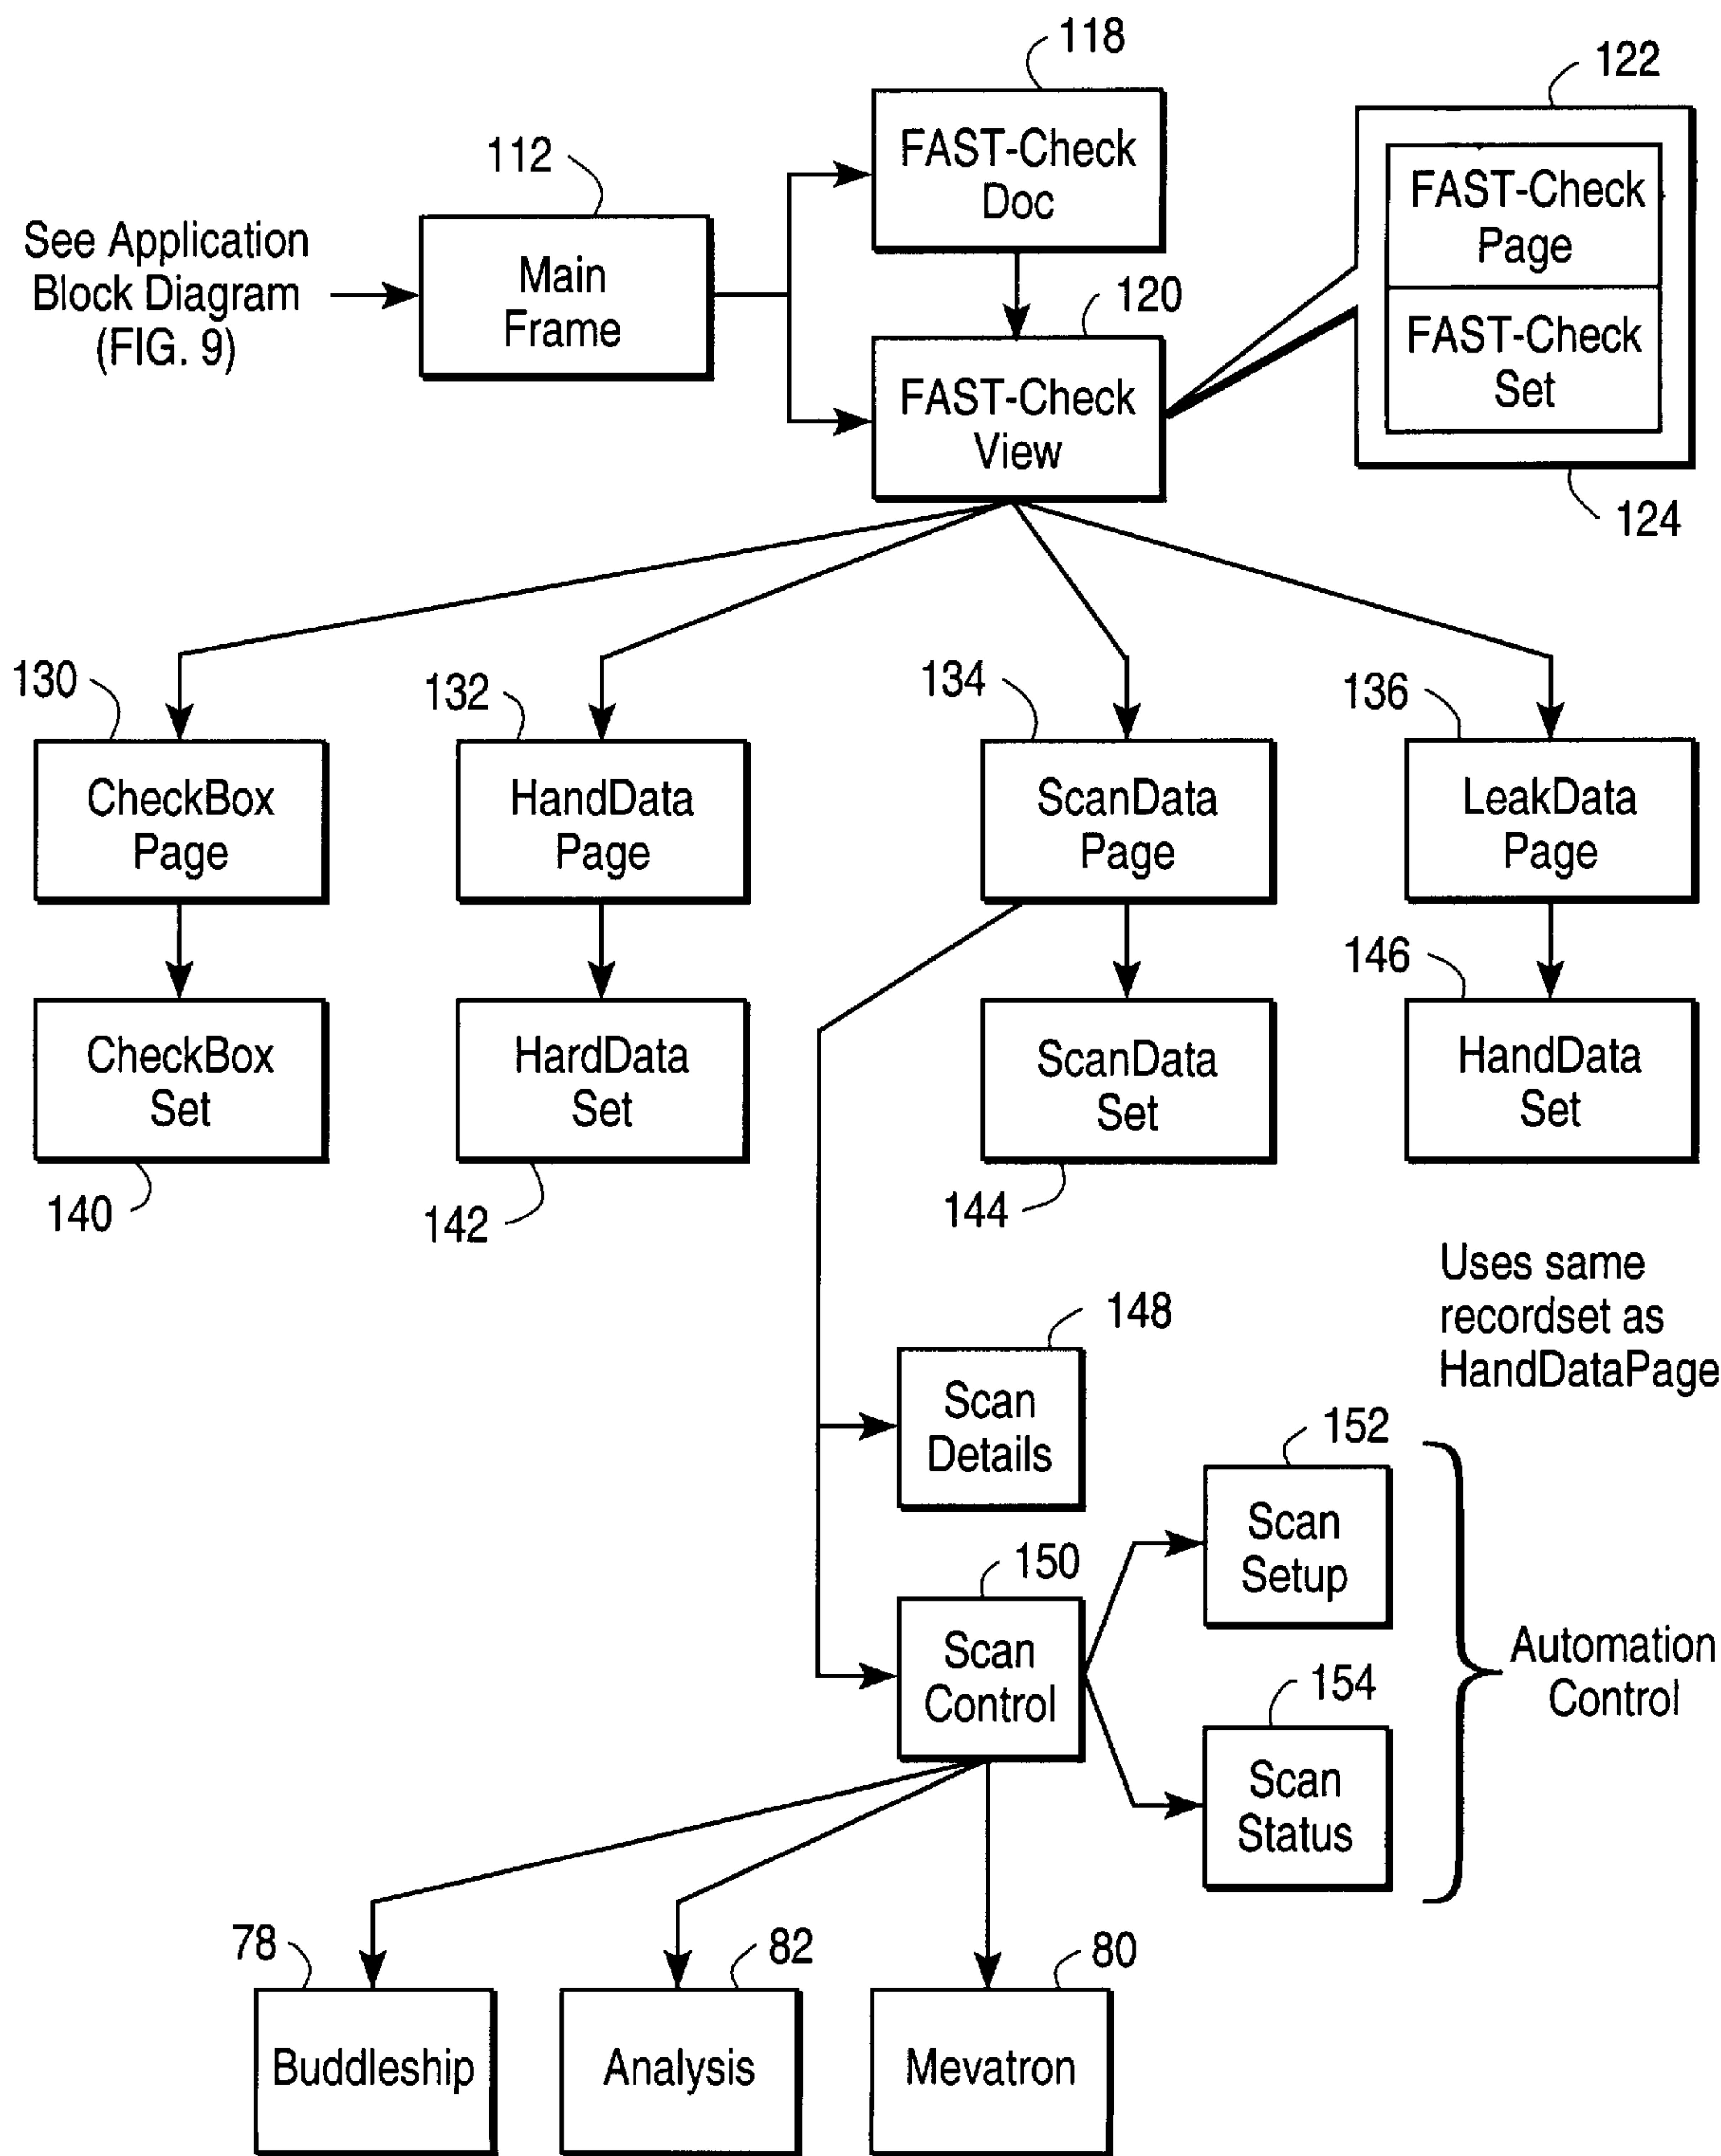 118
122
112
FAST-Check
Doc
FAST-Check
Page
See Application
Block Diagram
(FIG. 9)
Main
Frame
120
FAST-Check
Set
FAST-Check
View
124
130
132
134
136
CheckBox
Page
HandData
Page
ScanData
Page
LeakData
Page
146
CheckBox
Set
HardData
Set
ScanData
Set
HandData
Set
140
142
144
Uses same
recordset as
HandDataPage
148
Scan
Details
152
Scan
Setup
150
Scan
Control
Automation
Control
154
Scan
Status
78
82
80
Buddleship
Analysis
Mevatron